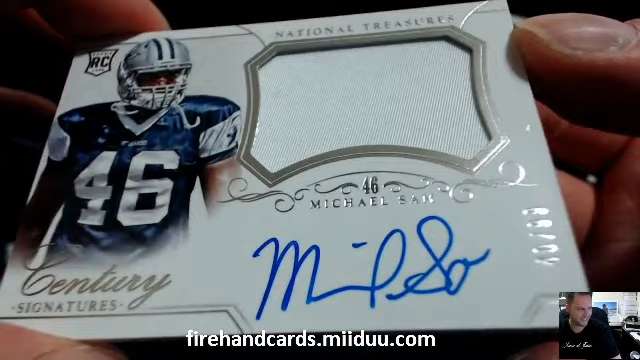 NATIONAL TREASURES
RC
46
46
MICHAEL SAM
Century
SIGNATURES
firehandcards.miiduu.com